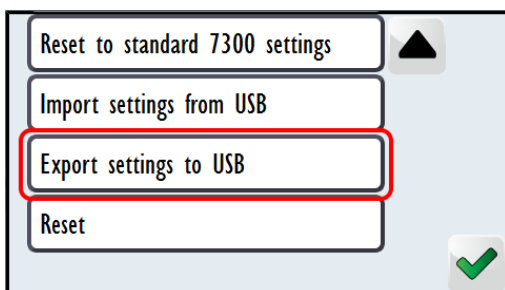 Reset to standard 7300 settings
Import settings from USB
Export settings to USB
Reset